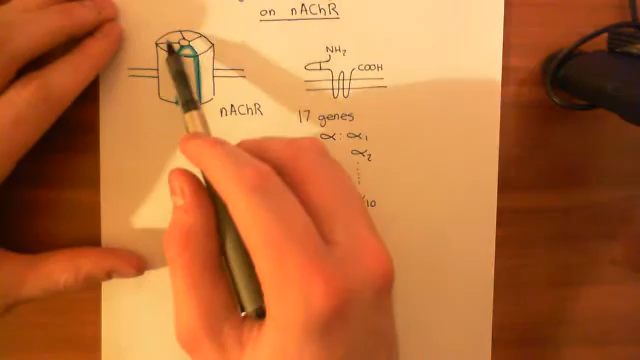 on nAChR
NH₂
COOH
nAChR
17 genes
α: α₁
α₂
10